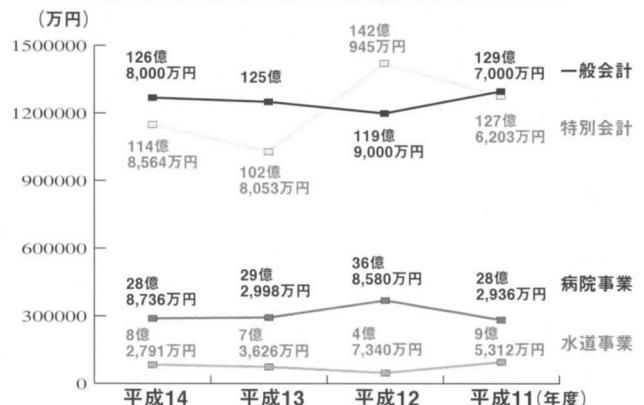 (万円)
1500000
1200000
900000
600000
300000
0
126億
8,000万円
125億
142億
945万円
129億
7,000万円
一般会計
114億
8,564万円
102億
8,053万円
119億
9,000万円
127億
6,203万円
特別会計
28億
8,736万円
29億
2,998万円
36億
8,580万円
28億
2,936万円
病院事業
8億
2,791万円
7億
3,626万円
4億
7,340万円
9億
5,312万円
水道事業
平成14 平成13 平成12 平成11(年度)